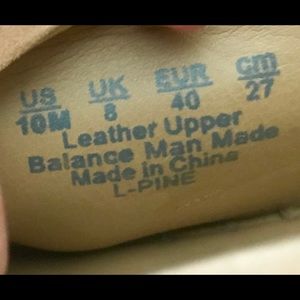 US UK EUR cm
10M 8 40 27
Leather Upper
Balance Man Made
Made in China
L-PINE